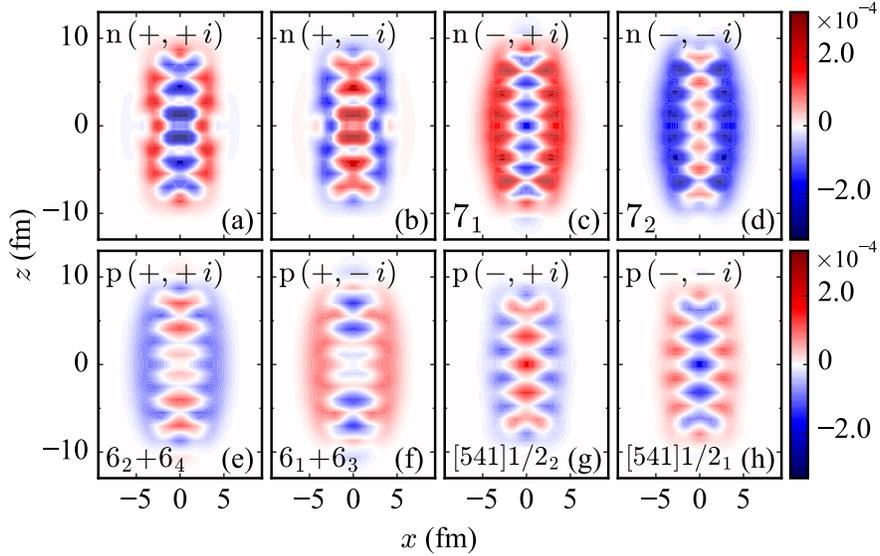 n(+,+i) n(+,−i) n(−,+i) n(−,−i) ×10⁻⁴
10 2.0
0 0
−10 −2.0
(a) (b) 7₁ (c) 7₂ (d)
z (fm)
p(+,+i) p(+,−i) p(−,+i) p(−,−i) ×10⁻⁴
10 2.0
0 0
−10 −2.0
6₂+6₄ (e) 6₁+6₃ (f) [541]1/2₂ (g) [541]1/2₁ (h)
−5 0 5 −5 0 5 −5 0 5 −5 0 5
x (fm)